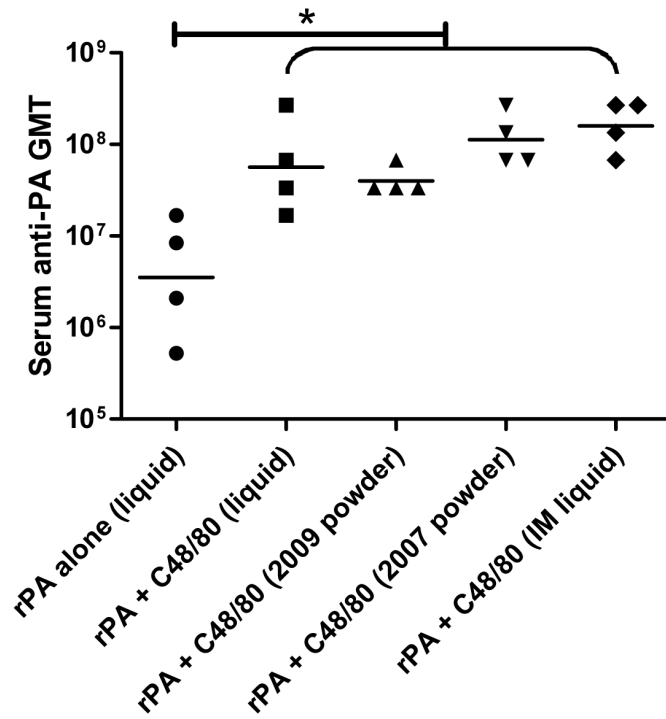 *
10⁹
10⁸
10⁷
10⁶
10⁵
Serum anti-PA GMT
rPA alone (liquid)
rPA + C48/80 (liquid)
rPA + C48/80 (2009 powder)
rPA + C48/80 (2007 powder)
rPA + C48/80 (IM liquid)